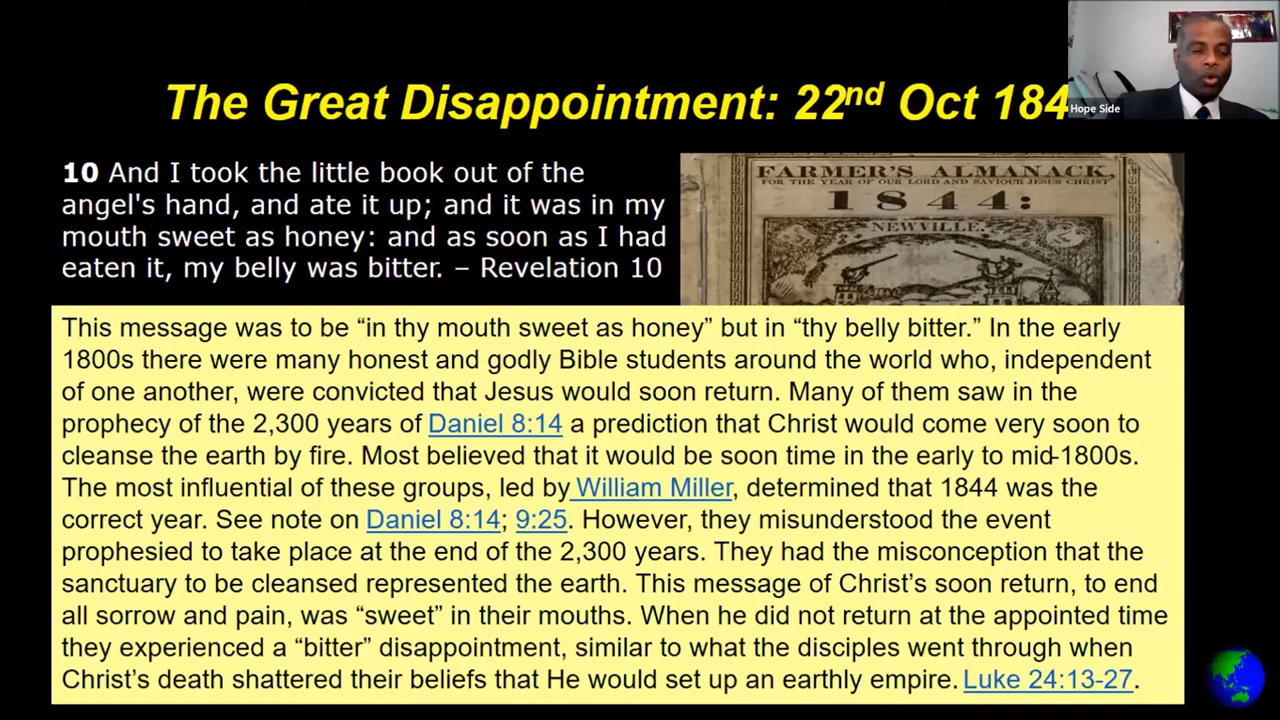 The Great Disappointment: 22nd Oct 184
Hope Side
10 And I took the little book out of the
angel's hand, and ate it up; and it was in my
mouth sweet as honey: and as soon as I had
eaten it, my belly was bitter. – Revelation 10
FARMER'S ALMANACK,
FOR THE YEAR OF OUR LORD AND SAVIOUR JESUS CHRIST
1844:
NEWVILLE.
This message was to be “in thy mouth sweet as honey” but in “thy belly bitter.” In the early
1800s there were many honest and godly Bible students around the world who, independent
of one another, were convicted that Jesus would soon return. Many of them saw in the
prophecy of the 2,300 years of Daniel 8:14 a prediction that Christ would come very soon to
cleanse the earth by fire. Most believed that it would be soon time in the early to mid-1800s.
The most influential of these groups, led by William Miller, determined that 1844 was the
correct year. See note on Daniel 8:14; 9:25. However, they misunderstood the event
prophesied to take place at the end of the 2,300 years. They had the misconception that the
sanctuary to be cleansed represented the earth. This message of Christ’s soon return, to end
all sorrow and pain, was “sweet” in their mouths. When he did not return at the appointed time
they experienced a “bitter” disappointment, similar to what the disciples went through when
Christ’s death shattered their beliefs that He would set up an earthly empire. Luke 24:13-27.